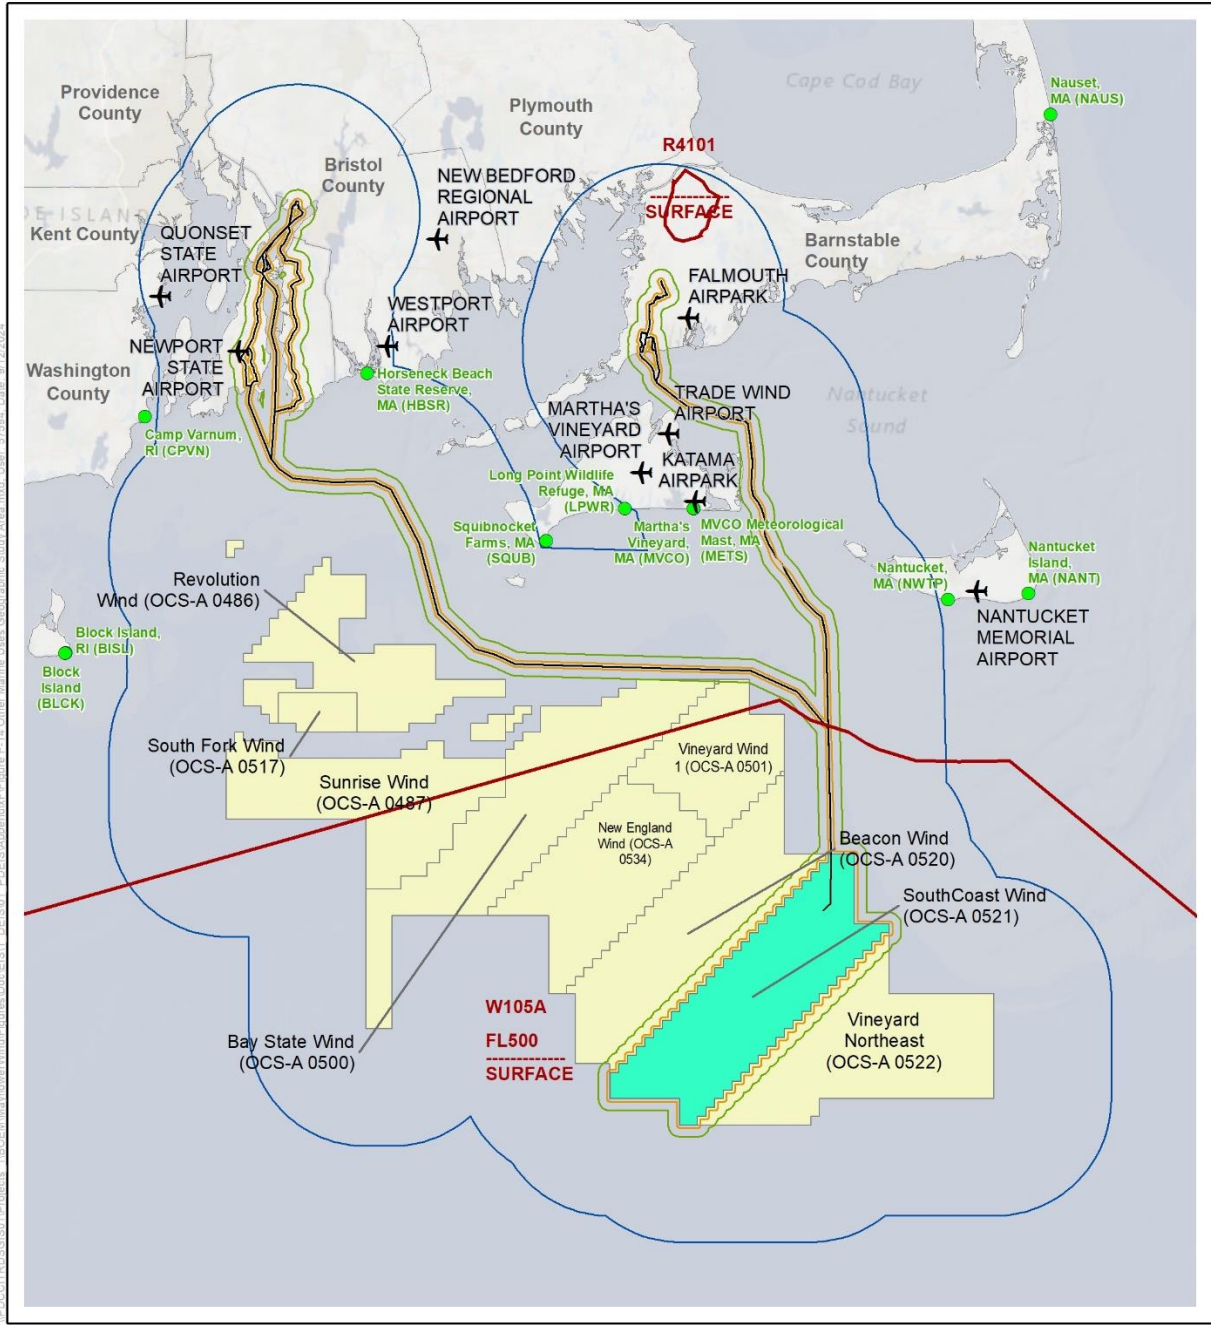 Cape Cod Bay
Nauset,
MA (NAUS)
Providence
County
Plymouth
County
R4101
SURFACE
Bristol
County
NEW BEDFORD
REGIONAL
AIRPORT
DE ISLAND
Kent County
QUONSET
STATE
AIRPORT
Barnstable
County
FALMOUTH
AIRPARK
WESTPORT
AIRPORT
NEWPORT
STATE
AIRPORT
Washington
County
Horseneck Beach
State Reserve,
MA (HBSR)
Nantucket
Sound
TRADE WIND
AIRPORT
MARTHA'S
VINEYARD
AIRPORT
Camp Varnum,
RI (CPVN)
KATAMA
AIRPARK
Long Point Wildlife
Refuge, MA
(LPWR)
Squibnocket
Farms, MA
(SQUB)
Martha's
Vineyard,
MA (MVCO)
MVCO Meteorological
Mast, MA
(METS)
Nantucket,
MA (NWTP)
Nantucket
Island,
MA (NANT)
NANTUCKET
MEMORIAL
AIRPORT
Revolution
Wind (OCS-A 0486)
Block Island,
RI (BISL)
Block
Island
(BLCK)
South Fork Wind
(OCS-A 0517)
Sunrise Wind
(OCS-A 0487)
Vineyard Wind
1 (OCS-A 0501)
New England
Wind (OCS-A
0534)
Beacon Wind
(OCS-A 0520)
SouthCoast Wind
(OCS-A 0521)
W105A
FL500
SURFACE
Bay State Wind
(OCS-A 0500)
Vineyard
Northeast
(OCS-A 0522)